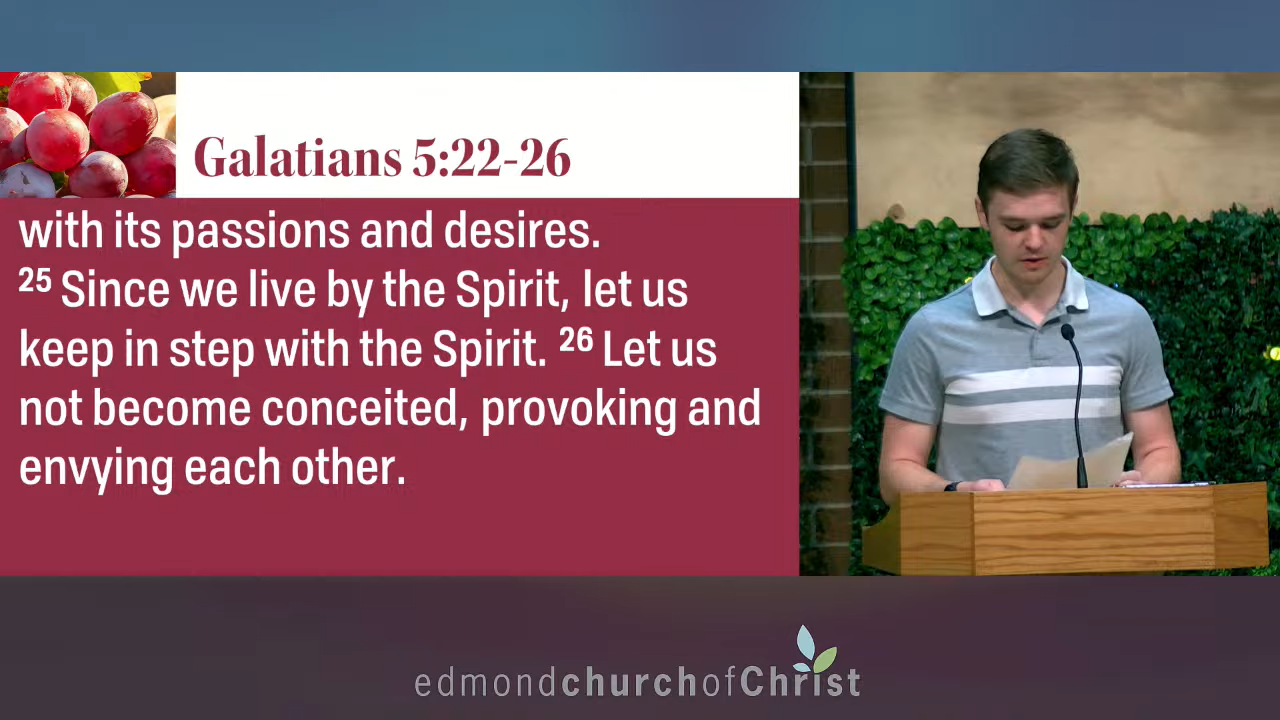 Galatians 5:22-26
with its passions and desires.
25 Since we live by the Spirit, let us
keep in step with the Spirit. 26 Let us
not become conceited, provoking and
envying each other.
edmondchurchofChrist